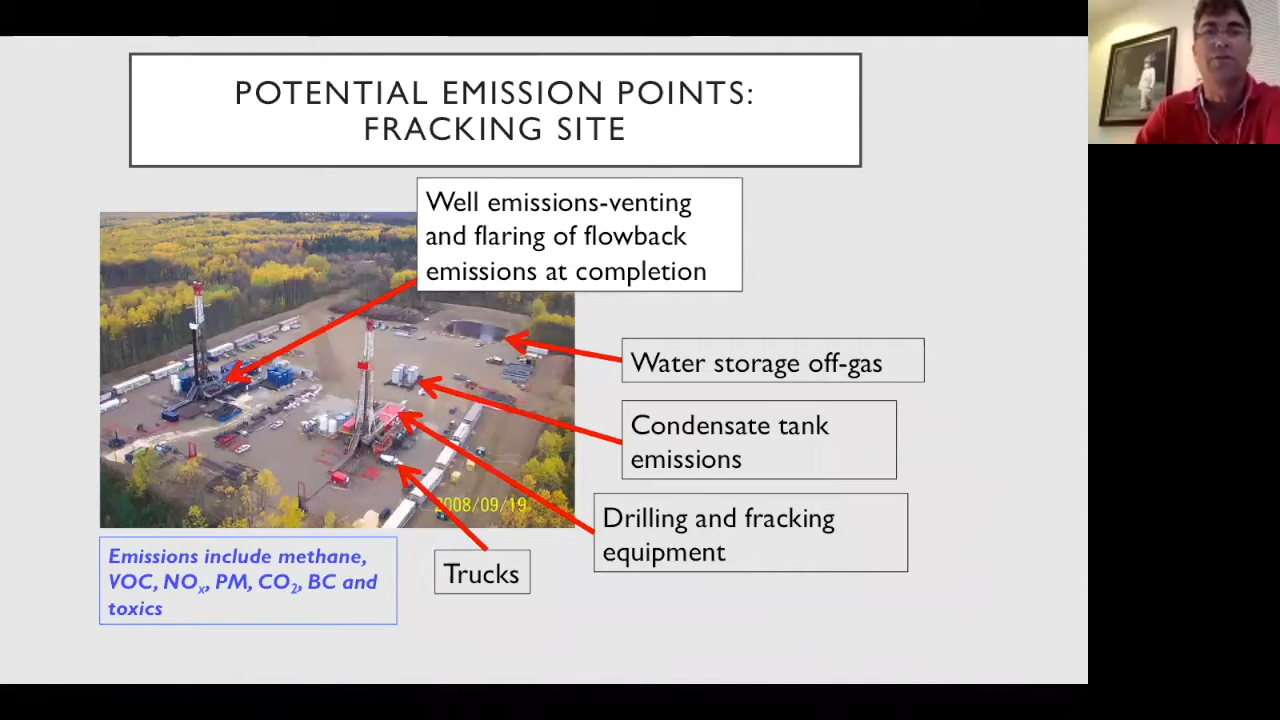 POTENTIAL EMISSION POINTS:
FRACKING SITE
Well emissions-venting
and flaring of flowback
emissions at completion
Water storage off-gas
Condensate tank
emissions
Drilling and fracking
equipment
2008/09/19
Trucks
Emissions include methane,
VOC, NOₓ, PM, CO₂, BC and
toxics